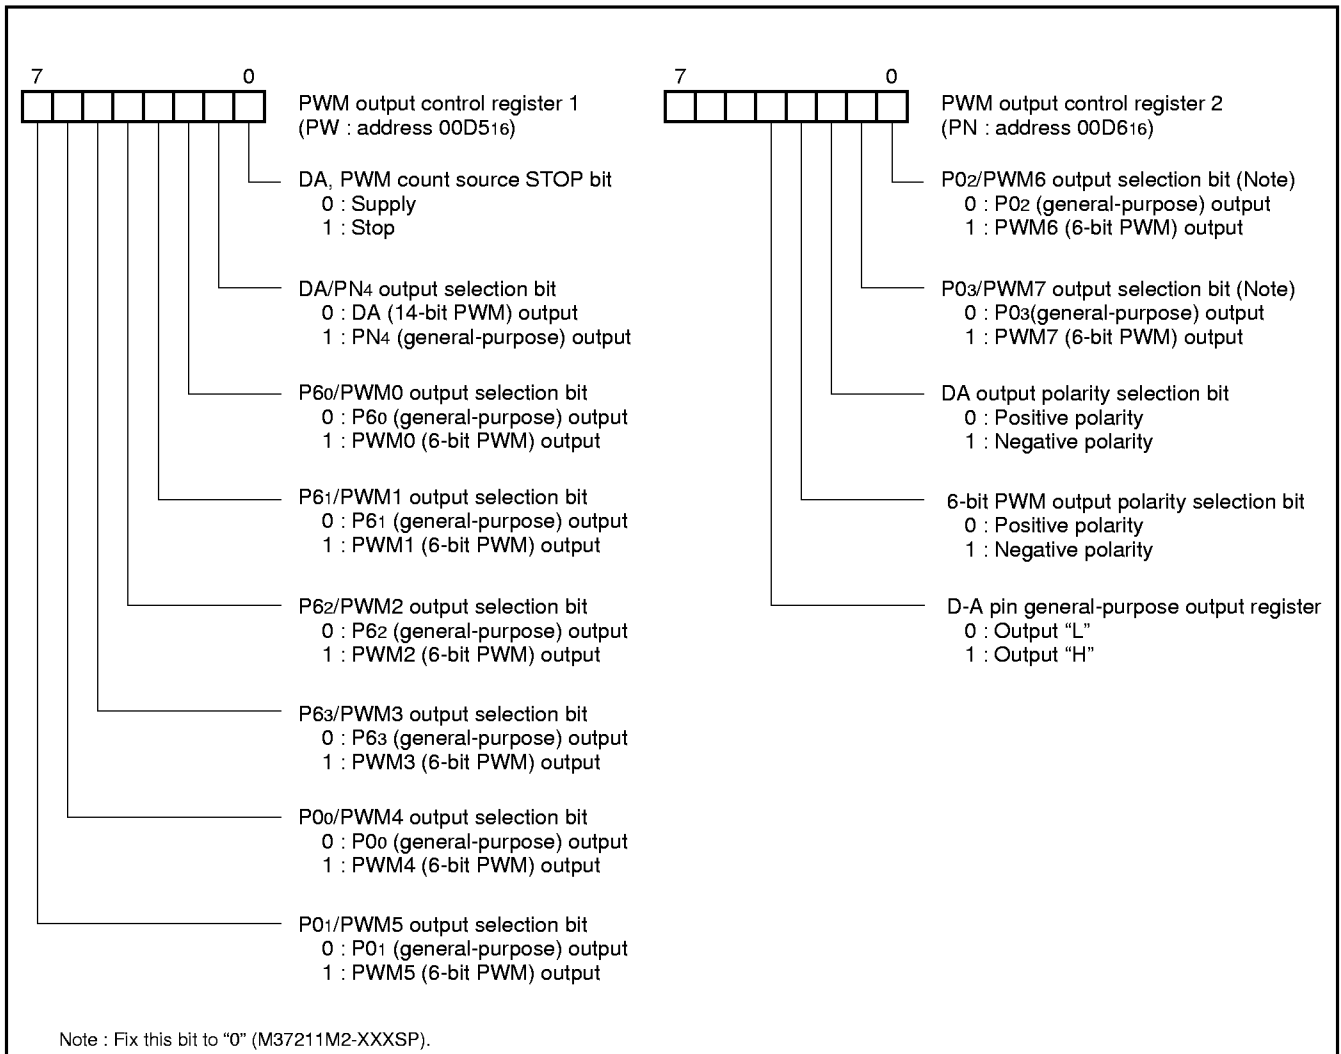 7 0
PWM output control register 1
(PW : address 00D516)
DA, PWM count source STOP bit
0 : Supply
1 : Stop
DA/PN4 output selection bit
0 : DA (14-bit PWM) output
1 : PN4 (general-purpose) output
P60/PWM0 output selection bit
0 : P60 (general-purpose) output
1 : PWM0 (6-bit PWM) output
P61/PWM1 output selection bit
0 : P61 (general-purpose) output
1 : PWM1 (6-bit PWM) output
P62/PWM2 output selection bit
0 : P62 (general-purpose) output
1 : PWM2 (6-bit PWM) output
P63/PWM3 output selection bit
0 : P63 (general-purpose) output
1 : PWM3 (6-bit PWM) output
P00/PWM4 output selection bit
0 : P00 (general-purpose) output
1 : PWM4 (6-bit PWM) output
P01/PWM5 output selection bit
0 : P01 (general-purpose) output
1 : PWM5 (6-bit PWM) output
7 0
PWM output control register 2
(PN : address 00D616)
P02/PWM6 output selection bit (Note)
0 : P02 (general-purpose) output
1 : PWM6 (6-bit PWM) output
P03/PWM7 output selection bit (Note)
0 : P03(general-purpose) output
1 : PWM7 (6-bit PWM) output
DA output polarity selection bit
0 : Positive polarity
1 : Negative polarity
6-bit PWM output polarity selection bit
0 : Positive polarity
1 : Negative polarity
D-A pin general-purpose output register
0 : Output “L”
1 : Output “H”
Note : Fix this bit to “0” (M37211M2-XXXSP).